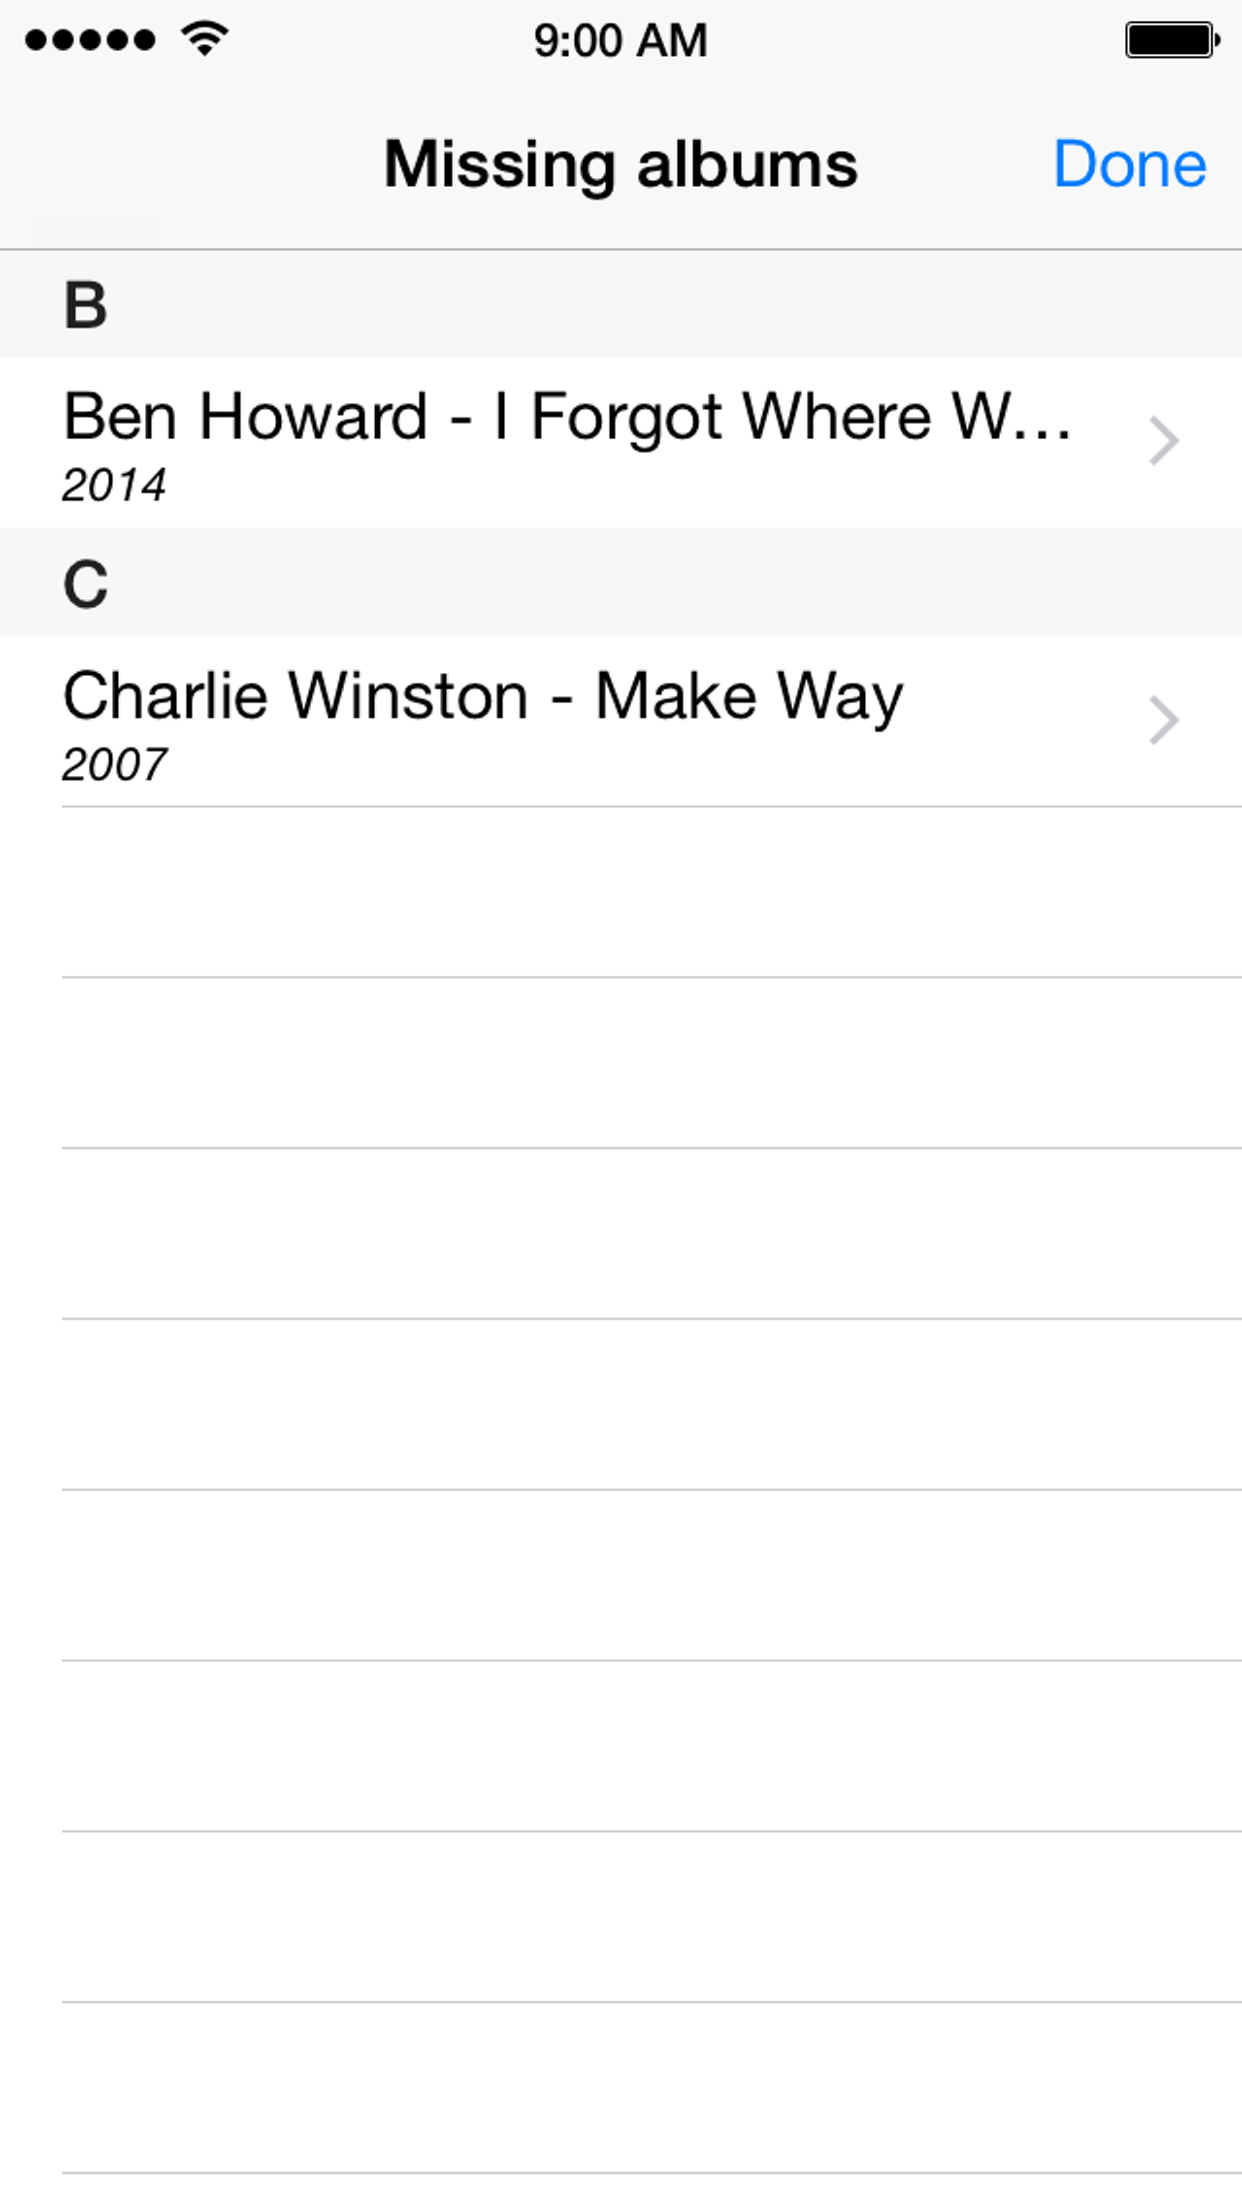 9:00 AM
Missing albums
Done
B
Ben Howard - I Forgot Where W...
2014
C
Charlie Winston - Make Way
2007